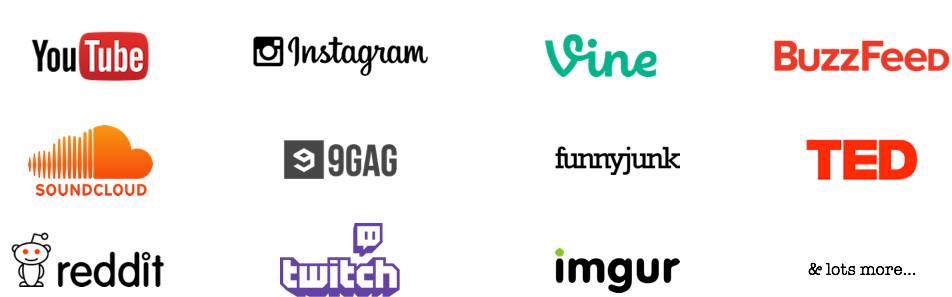 YouTube
Instagram
Vine
BuzzFeed
SOUNDCLOUD
9GAG
funnyjunk
TED
reddit
twitch
imgur
& lots more...